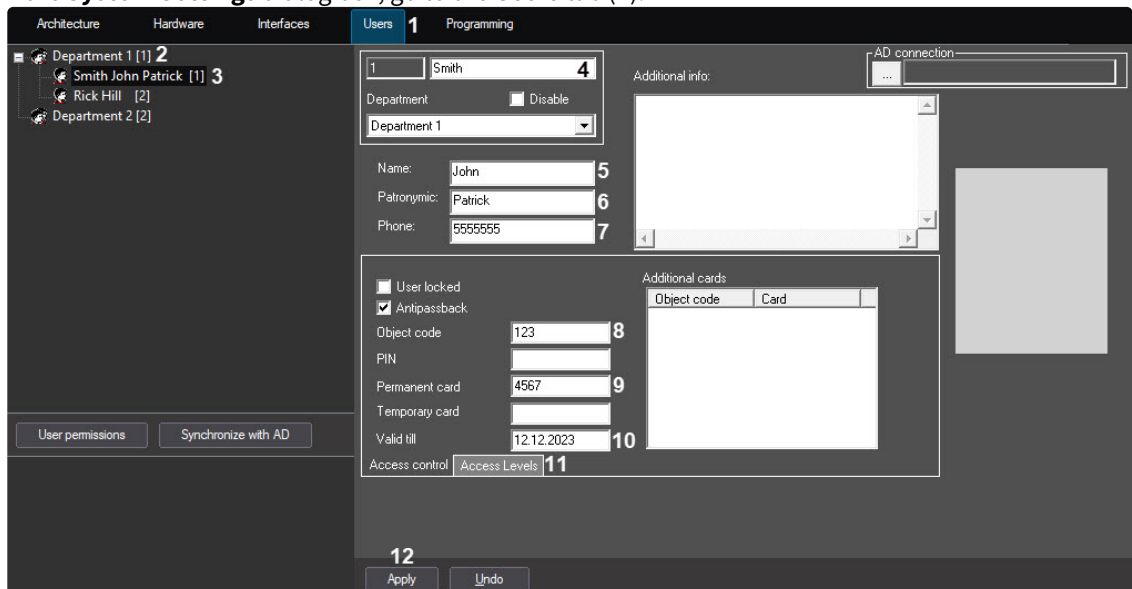 Architecture Hardware Interfaces Users 1 Programming
Department 1 [1] 2
Smith John Patrick [1] 3
Rick Hill [2]
Department 2 [2]
User permissions Synchronize with AD
1 Smith 4
Department Disable
Department 1
Name: John 5
Patronymic: Patrick 6
Phone: 5555555 7
Additional info:
AD connection
...
User locked
Antipassback
Object code 123 8
PIN
Permanent card 4567 9
Temporary card
Valid till 12.12.2023 10
Access control Access Levels 11
Additional cards
Object code Card
12
Apply Undo